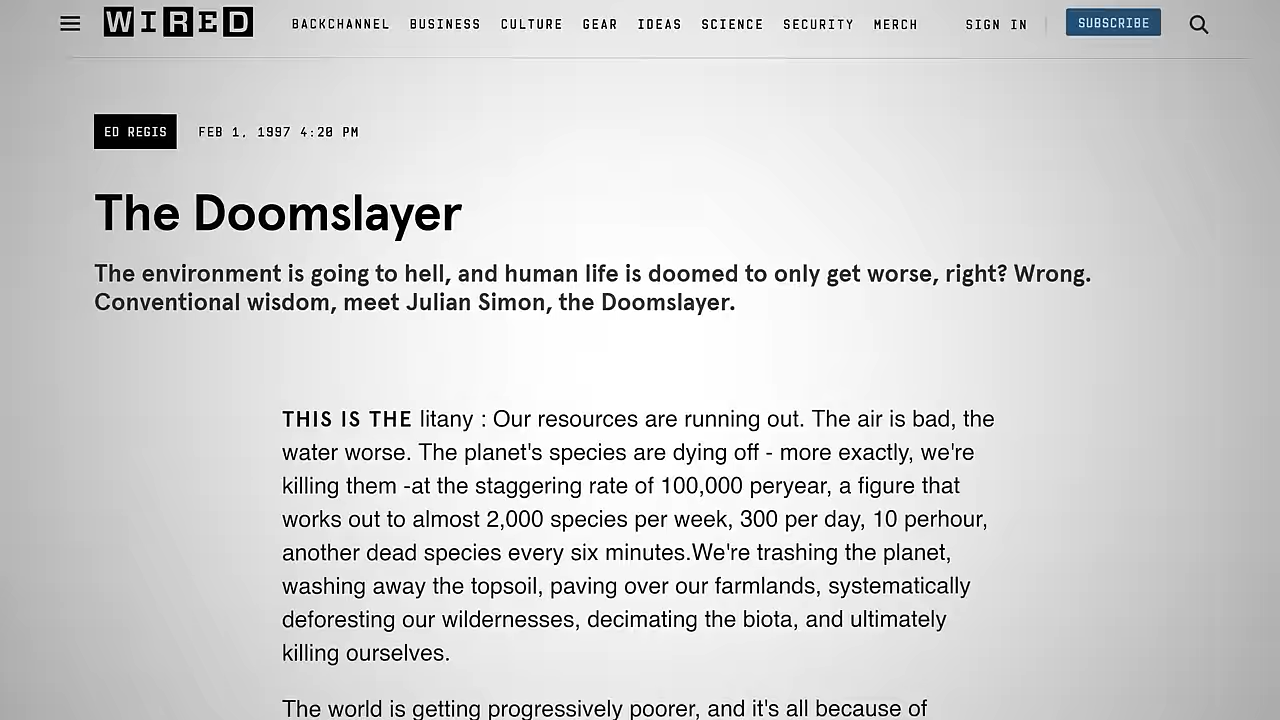 WIRED BACKCHANNEL BUSINESS CULTURE GEAR IDEAS SCIENCE SECURITY MERCH SIGN IN SUBSCRIBE
ED REGIS FEB 1, 1997 4:20 PM
The Doomslayer
The environment is going to hell, and human life is doomed to only get worse, right? Wrong.
Conventional wisdom, meet Julian Simon, the Doomslayer.
THIS IS THE litany : Our resources are running out. The air is bad, the
water worse. The planet's species are dying off - more exactly, we're
killing them -at the staggering rate of 100,000 peryear, a figure that
works out to almost 2,000 species per week, 300 per day, 10 perhour,
another dead species every six minutes.We're trashing the planet,
washing away the topsoil, paving over our farmlands, systematically
deforesting our wildernesses, decimating the biota, and ultimately
killing ourselves.
The world is getting progressively poorer, and it's all because of